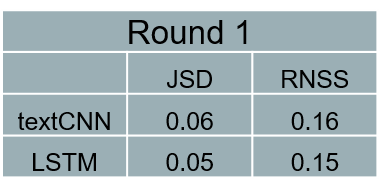 Round 1
JSD RNSS
textCNN 0.06 0.16
LSTM 0.05 0.15